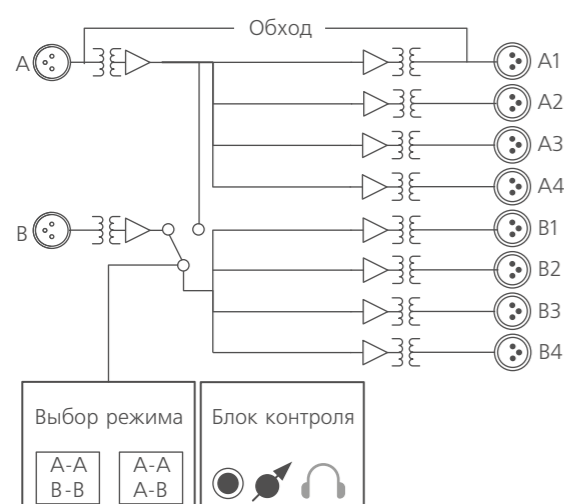 Обход
A
A1
A2
A3
A4
B
B1
B2
B3
B4
Выбор режима
A-A
B-B
A-A
A-B
Блок контроля